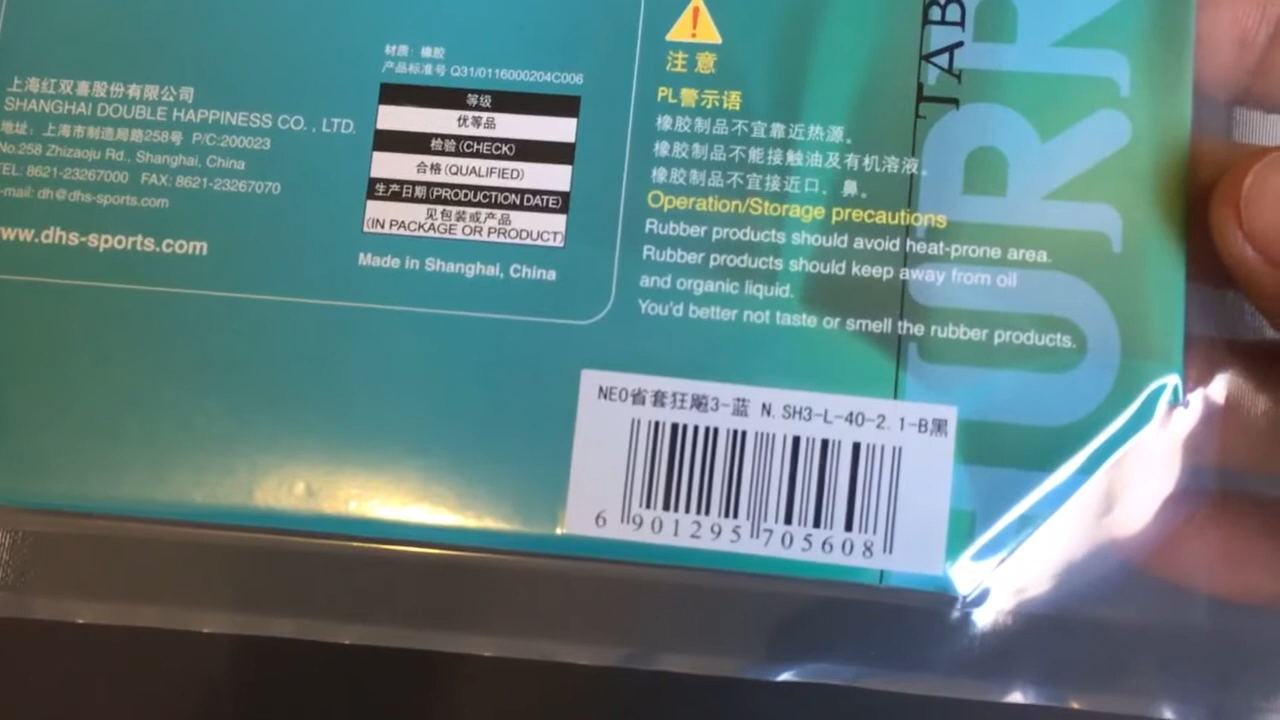 上海红双喜股份有限公司
SHANGHAI DOUBLE HAPPINESS CO. , LTD.
地址：上海市制造局路258号 P/C:200023
No.258 Zhizaoju Rd., Shanghai, China
TEL: 8621-23267000 FAX: 8621-23267070
-mail: dh@dhs-sports.com
ww.dhs-sports.com
材质：橡胶
产品标准号 Q31/0116000204C006
等级
优等品
检验(CHECK)
合格(QUALIFIED)
生产日期(PRODUCTION DATE)
见包装或产品
(IN PACKAGE OR PRODUCT)
Made in Shanghai, China
注意
PL警示语
橡胶制品不宜靠近热源。
橡胶制品不能接触油及有机溶液。
橡胶制品不宜接近口、鼻。
Operation/Storage precautions
Rubber products should avoid heat-prone area.
Rubber products should keep away from oil
and organic liquid.
You'd better not taste or smell the rubber products.
TAB
NEO省套狂飚3-蓝 N.SH3-L-40-2.1-B黑
6 901295 705608